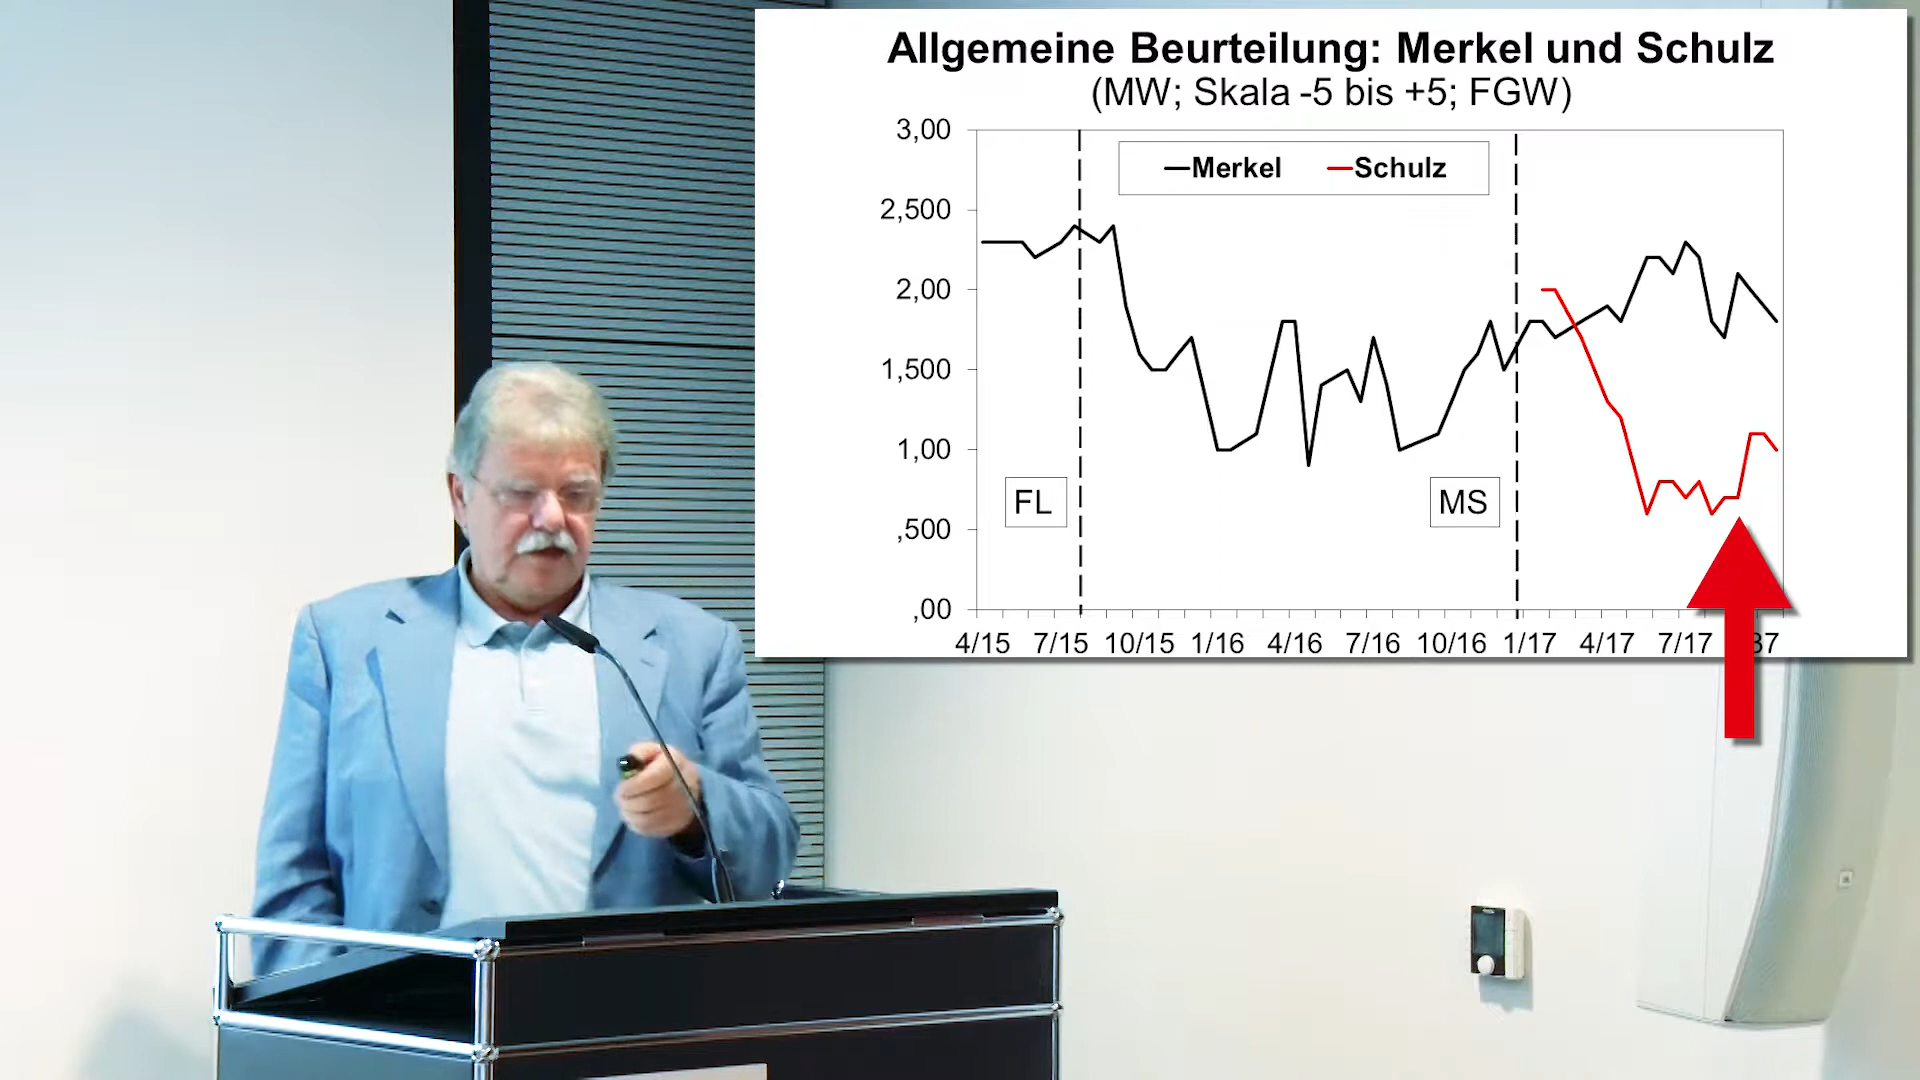 Allgemeine Beurteilung: Merkel und Schulz
(MW; Skala -5 bis +5; FGW)
3,00
Merkel Schulz
2,500
2,00
1,500
1,00
FL
MS
,500
,00
4/15 7/15 10/15 1/16 4/16 7/16 10/16 1/17 4/17 7/17 37